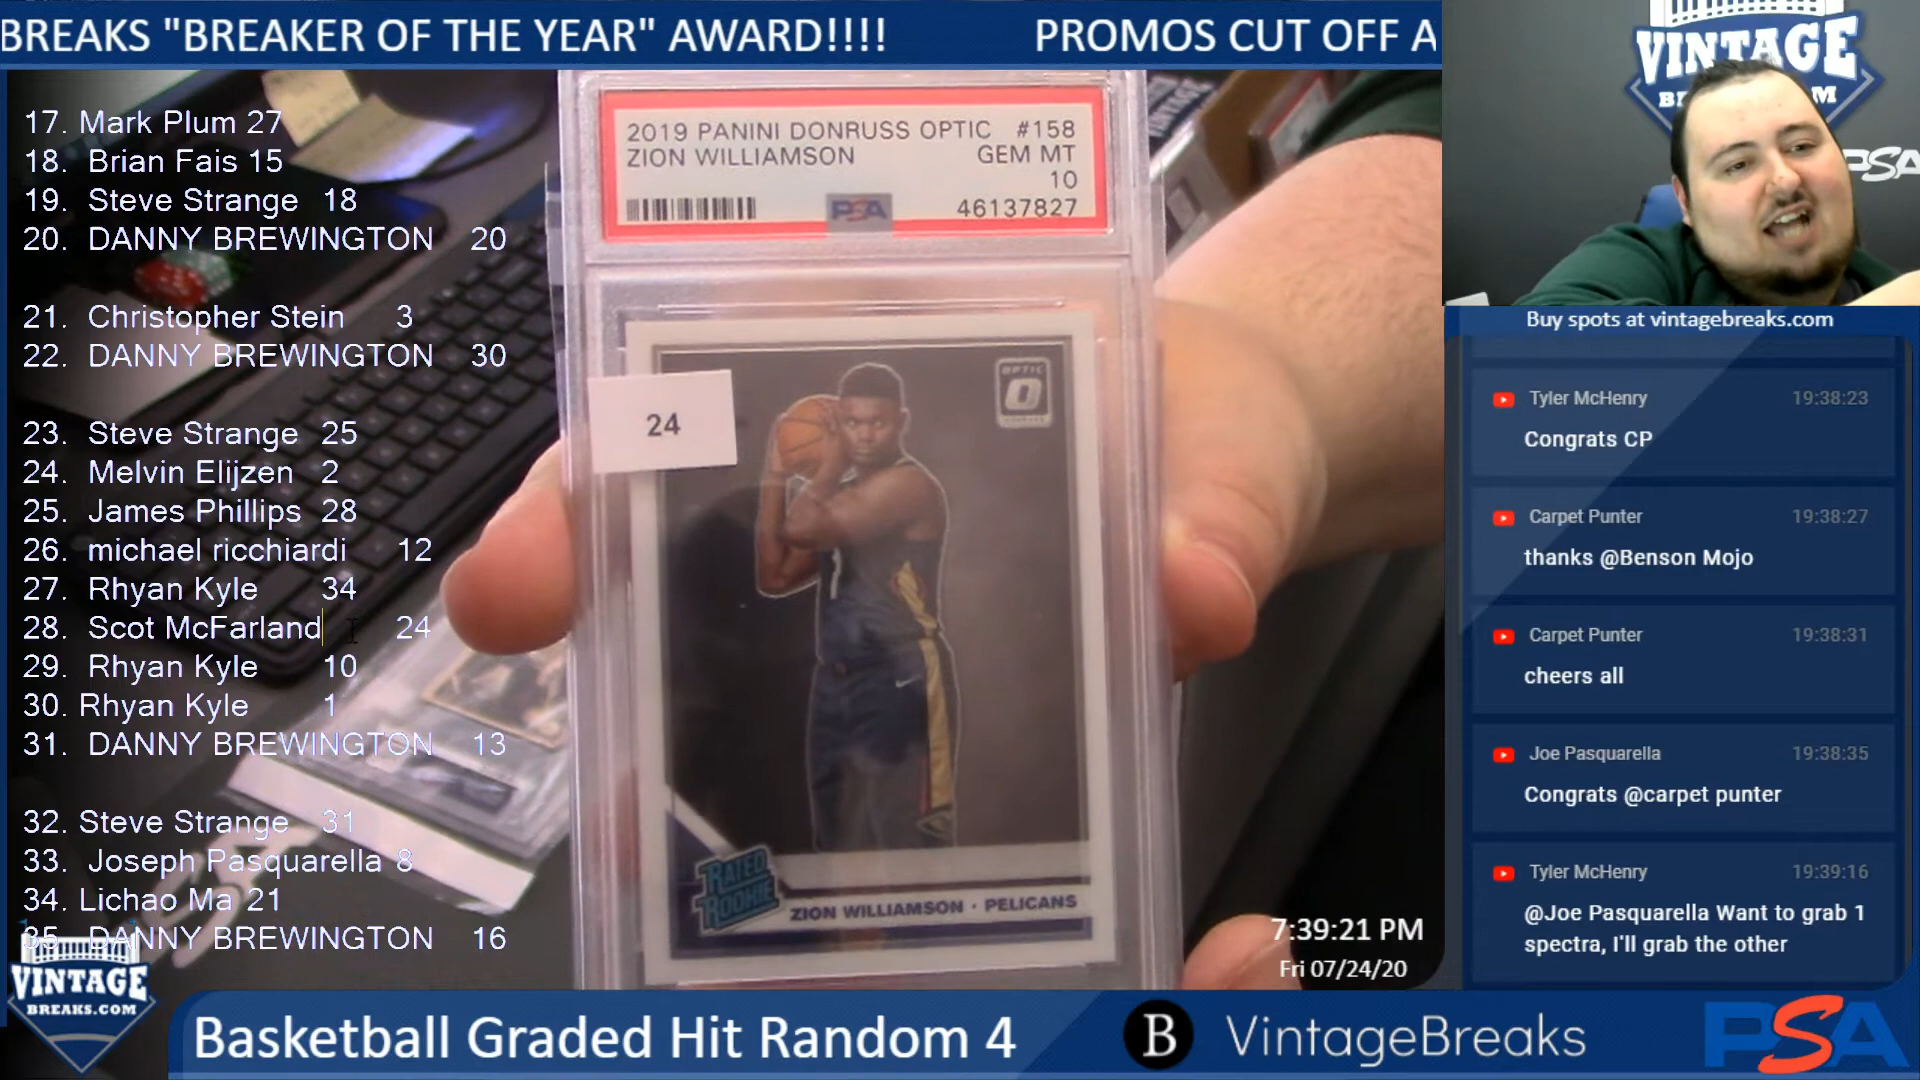 BREAKS "BREAKER OF THE YEAR" AWARD!!!! PROMOS CUT OFF A
17. Mark Plum 27
18. Brian Fais 15
19. Steve Strange 18
20. DANNY BREWINGTON 20
21. Christopher Stein 3
22. DANNY BREWINGTON 30
23. Steve Strange 25
24. Melvin Elijzen 2
25. James Phillips 28
26. michael ricchiardi 12
27. Rhyan Kyle 34
28. Scot McFarland 24
29. Rhyan Kyle 10
30. Rhyan Kyle 1
31. DANNY BREWINGTON 13
32. Steve Strange 31
33. Joseph Pasquarella 8
34. Lichao Ma 21
35. DANNY BREWINGTON 16
2019 PANINI DONRUSS OPTIC #158
ZION WILLIAMSON GEM MT
10
PSA 46137827
24
OPTIC
RATED
ROOKIE
ZION WILLIAMSON · PELICANS
7:39:21 PM
Fri 07/24/20
VINTAGE
PSA
Buy spots at vintagebreaks.com
Tyler McHenry 19:38:23
Congrats CP
Carpet Punter 19:38:27
thanks @Benson Mojo
Carpet Punter 19:38:31
cheers all
Joe Pasquarella 19:38:35
Congrats @carpet punter
Tyler McHenry 19:39:16
@Joe Pasquarella Want to grab 1
spectra, I'll grab the other
VINTAGE
BREAKS.COM
Basketball Graded Hit Random 4
B VintageBreaks
PSA